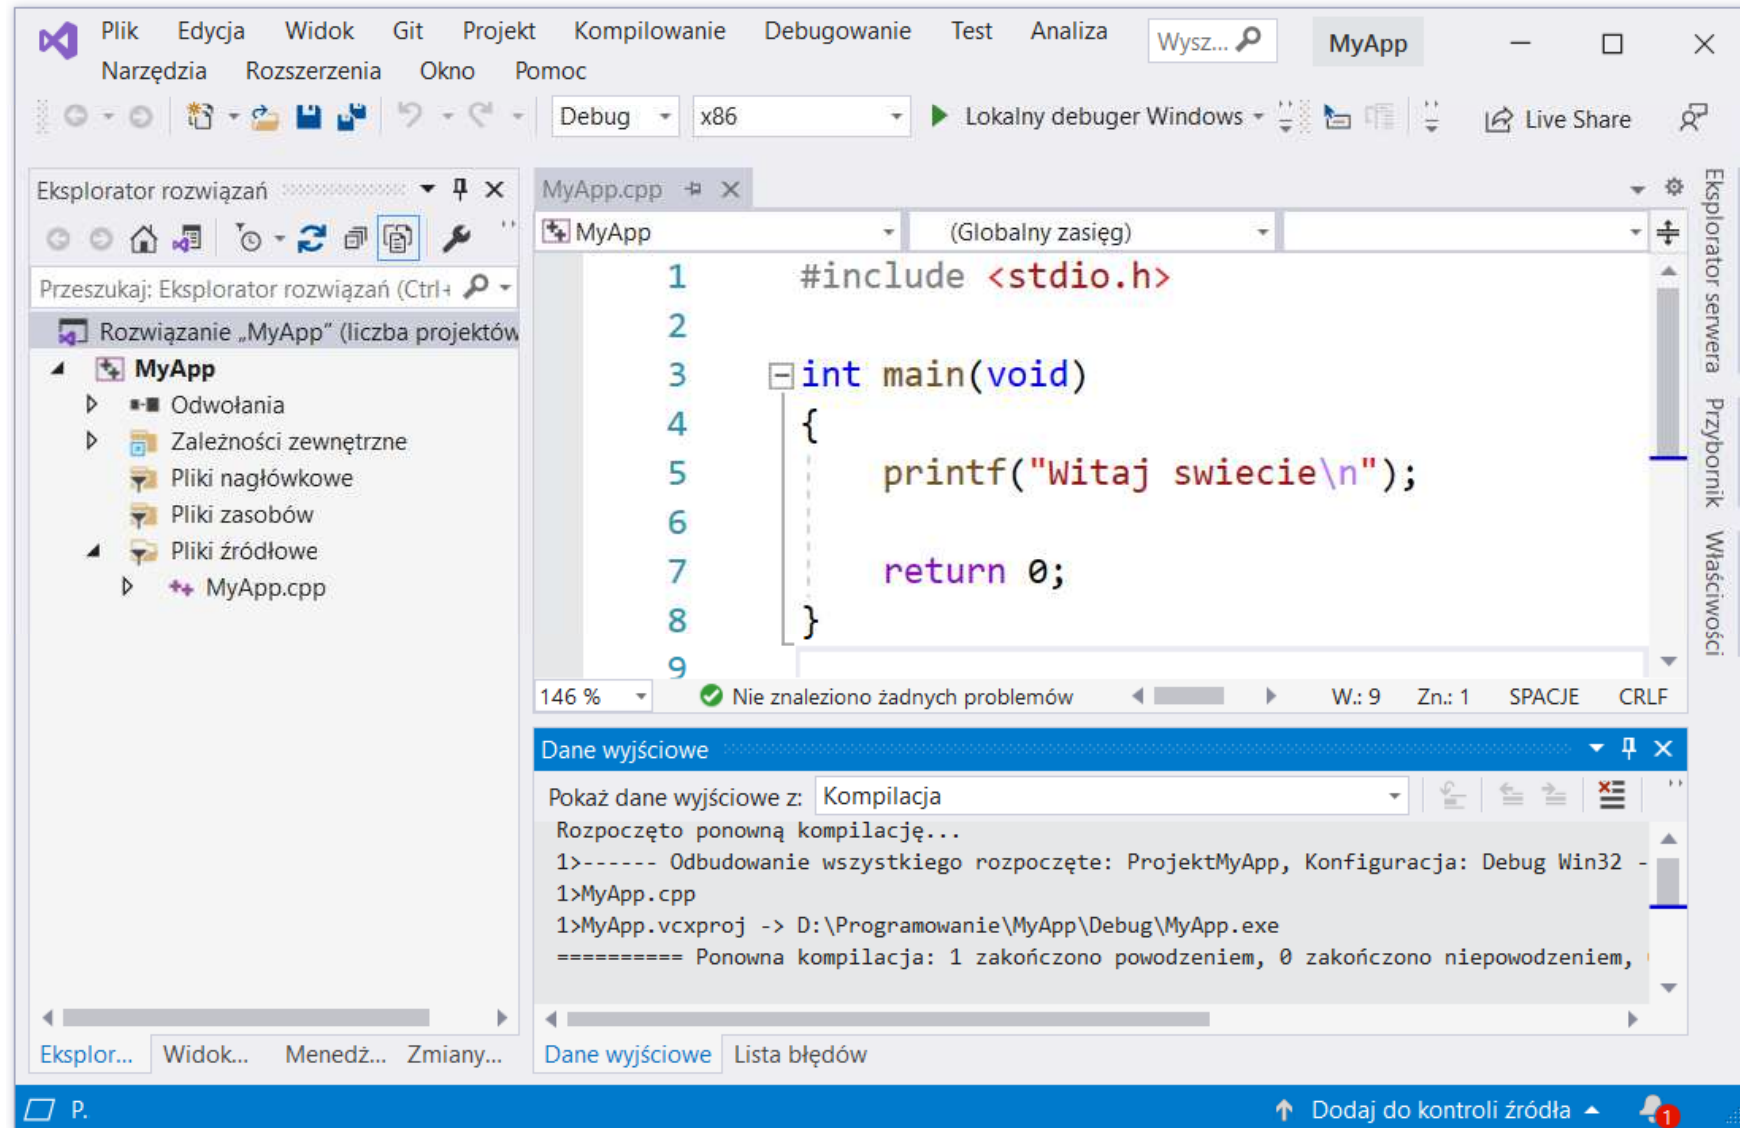 Plik Edycja Widok Git Projekt Kompilowanie Debugowanie Test Analiza Wysz... MyApp
Narzędzia Rozszerzenia Okno Pomoc
Debug x86 Lokalny debuger Windows Live Share
Eksplorator rozwiązań
Przeszukaj: Eksplorator rozwiązań (Ctrl+
Rozwiązanie „MyApp” (liczba projektów
MyApp
Odwołania
Zależności zewnętrzne
Pliki nagłówkowe
Pliki zasobów
Pliki źródłowe
MyApp.cpp
Eksplor... Widok... Menedż... Zmiany...
MyApp.cpp
MyApp (Globalny zasięg)
1 #include <stdio.h>
2
3 int main(void)
4 {
5 printf("Witaj swiecie\n");
6
7 return 0;
8 }
9
146 % Nie znaleziono żadnych problemów W.: 9 Zn.: 1 SPACJE CRLF
Dane wyjściowe
Pokaż dane wyjściowe z: Kompilacja
Rozpoczęto ponowną kompilację...
1>------ Odbudowanie wszystkiego rozpoczęte: ProjektMyApp, Konfiguracja: Debug Win32 -
1>MyApp.cpp
1>MyApp.vcxproj -> D:\Programowanie\MyApp\Debug\MyApp.exe
========== Ponowna kompilacja: 1 zakończono powodzeniem, 0 zakończono niepowodzeniem,
Dane wyjściowe Lista błędów
Eksplorator serwera
Przybornik
Właściwości
P. Dodaj do kontroli źródła 1